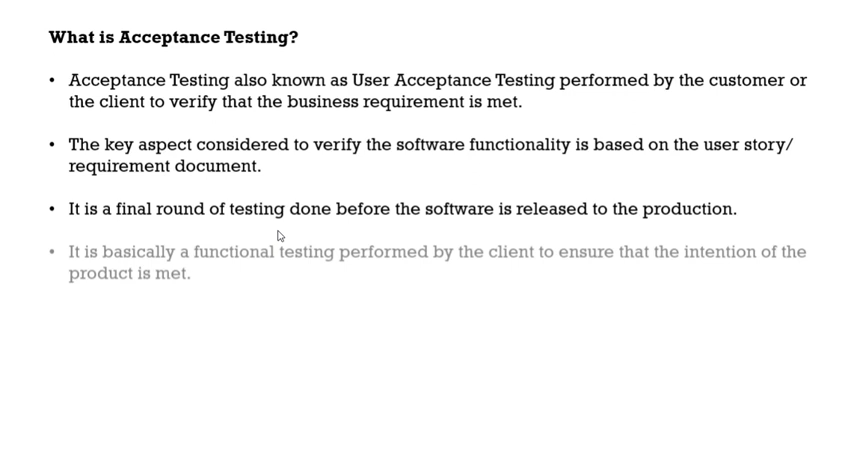 What is Acceptance Testing?
• Acceptance Testing also known as User Acceptance Testing performed by the customer or
the client to verify that the business requirement is met.
• The key aspect considered to verify the software functionality is based on the user story/
requirement document.
• It is a final round of testing done before the software is released to the production.
• It is basically a functional testing performed by the client to ensure that the intention of the
product is met.